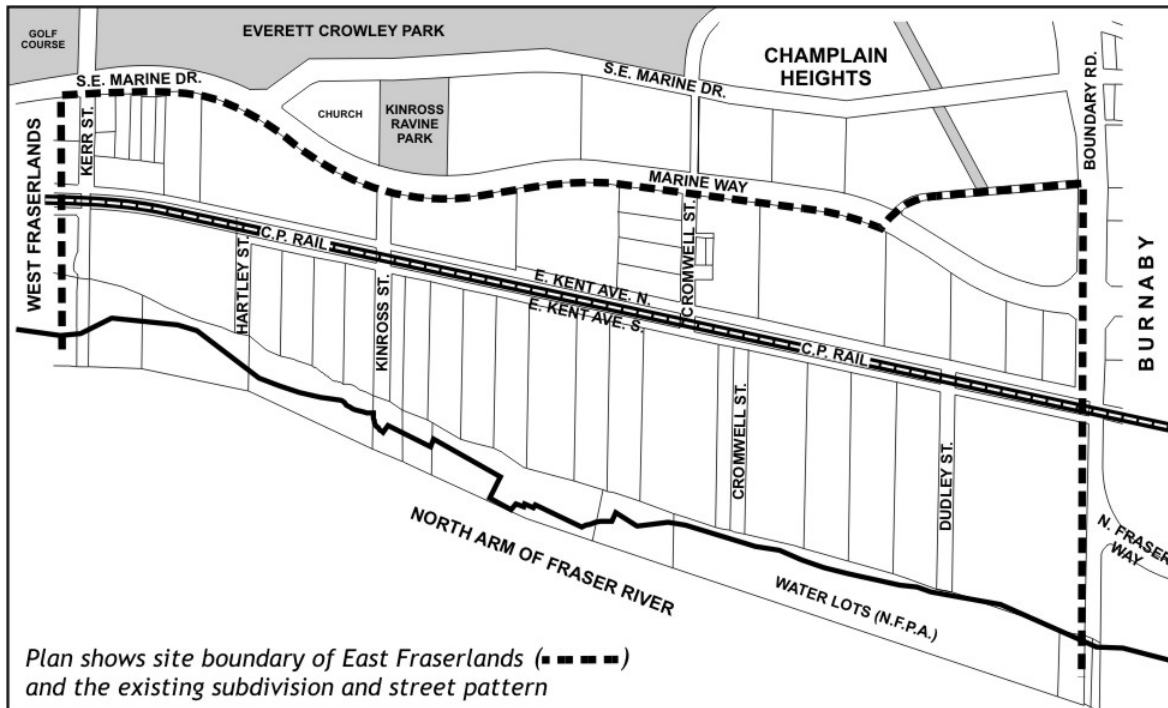 GOLF
COURSE
EVERETT CROWLEY PARK
S.E. MARINE DR.
CHAMPLAIN
HEIGHTS
S.E. MARINE DR.
BOUNDARY RD.
CHURCH
KINROSS
RAVINE
PARK
KERR ST.
WEST FRASERLANDS
MARINE WAY
CROMWELL ST.
C.P. RAIL
HARTLEY ST.
KINROSS ST.
E. KENT AVE. N.
E. KENT AVE. S.
C.P. RAIL
BURNABY
CROMWELL ST.
DUDLEY ST.
N. FRASER
WAY
NORTH ARM OF FRASER RIVER
WATER LOTS (N.F.P.A.)
Plan shows site boundary of East Fraserlands ( )
and the existing subdivision and street pattern